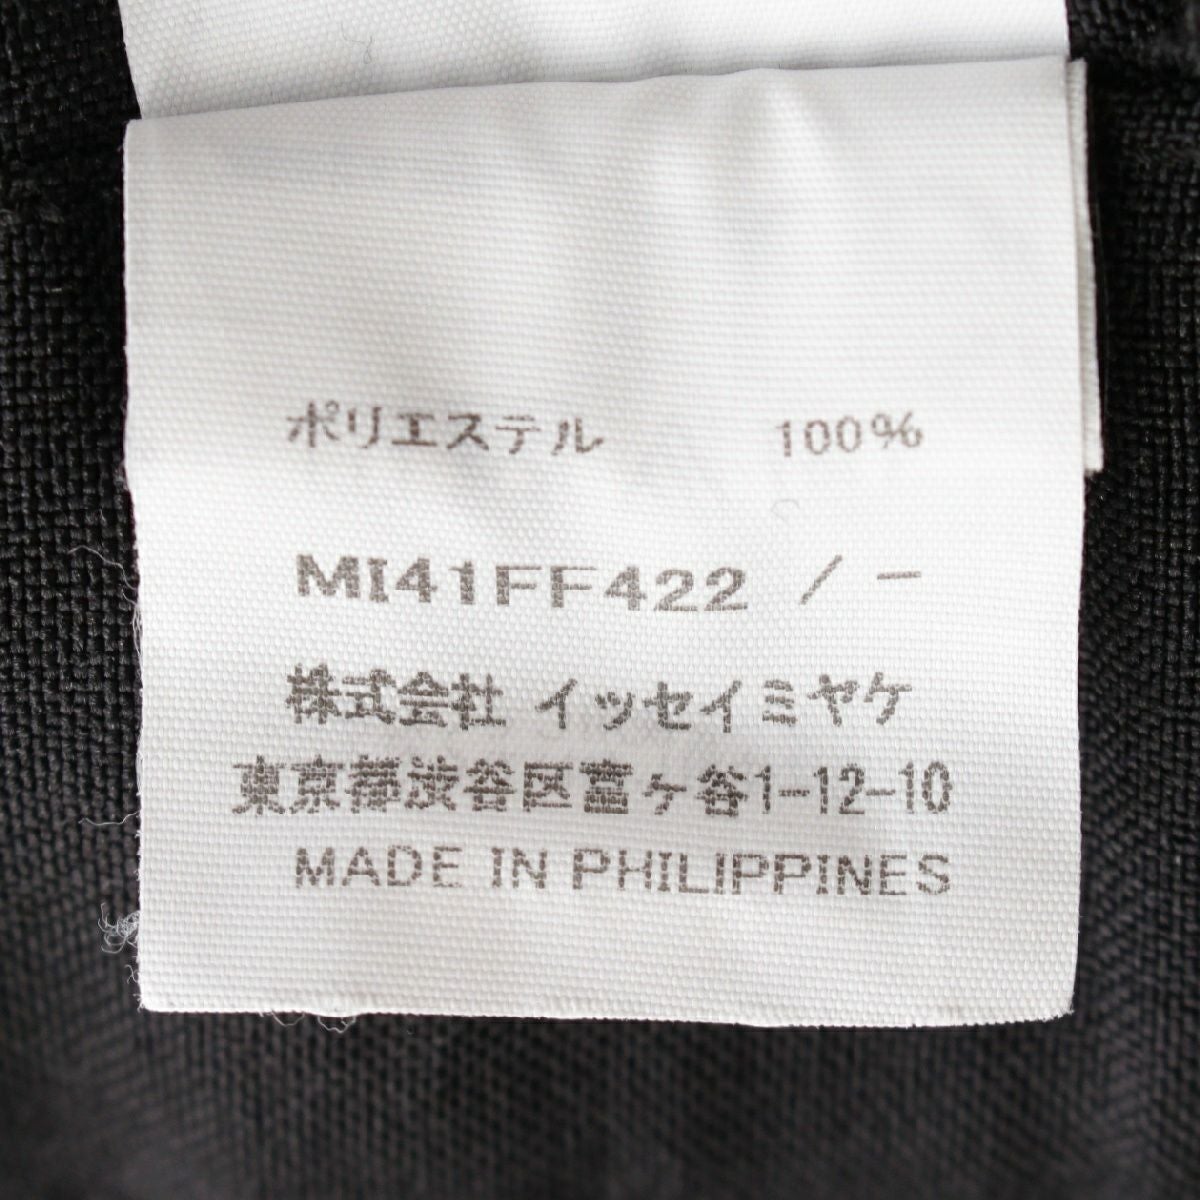 ポリエステル 100%
MI41FF422 / -
株式会社 イッセイミヤケ
東京都渋谷区富ヶ谷1-12-10
MADE IN PHILIPPINES